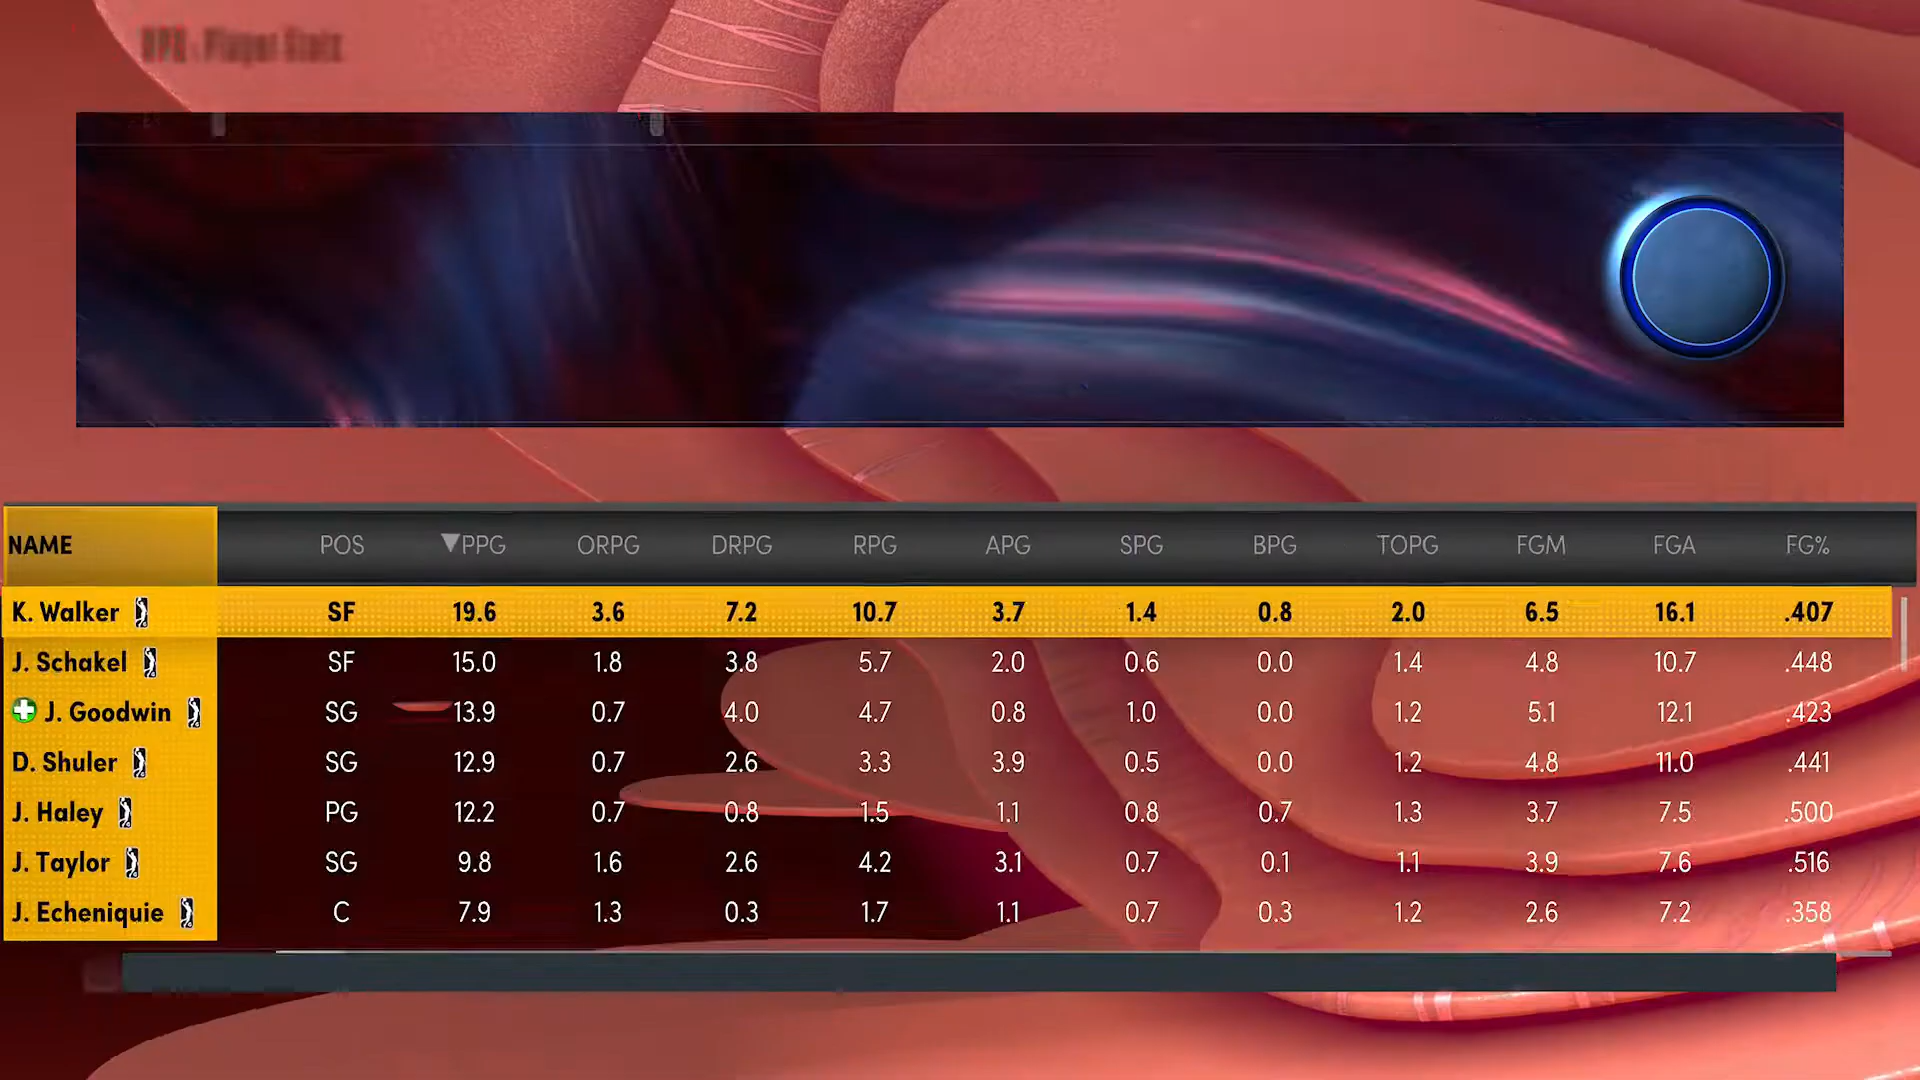 NAME POS ▼PPG ORPG DRPG RPG APG SPG BPG TOPG FGM FGA FG%
K. Walker SF 19.6 3.6 7.2 10.7 3.7 1.4 0.8 2.0 6.5 16.1 .407
J. Schakel SF 15.0 1.8 3.8 5.7 2.0 0.6 0.0 1.4 4.8 10.7 .448
J. Goodwin SG 13.9 0.7 4.0 4.7 0.8 1.0 0.0 1.2 5.1 12.1 .423
D. Shuler SG 12.9 0.7 2.6 3.3 3.9 0.5 0.0 1.2 4.8 11.0 .441
J. Haley PG 12.2 0.7 0.8 1.5 1.1 0.8 0.7 1.3 3.7 7.5 .500
J. Taylor SG 9.8 1.6 2.6 4.2 3.1 0.7 0.1 1.1 3.9 7.6 .516
J. Echeniquie C 7.9 1.3 0.3 1.7 1.1 0.7 0.3 1.2 2.6 7.2 .358